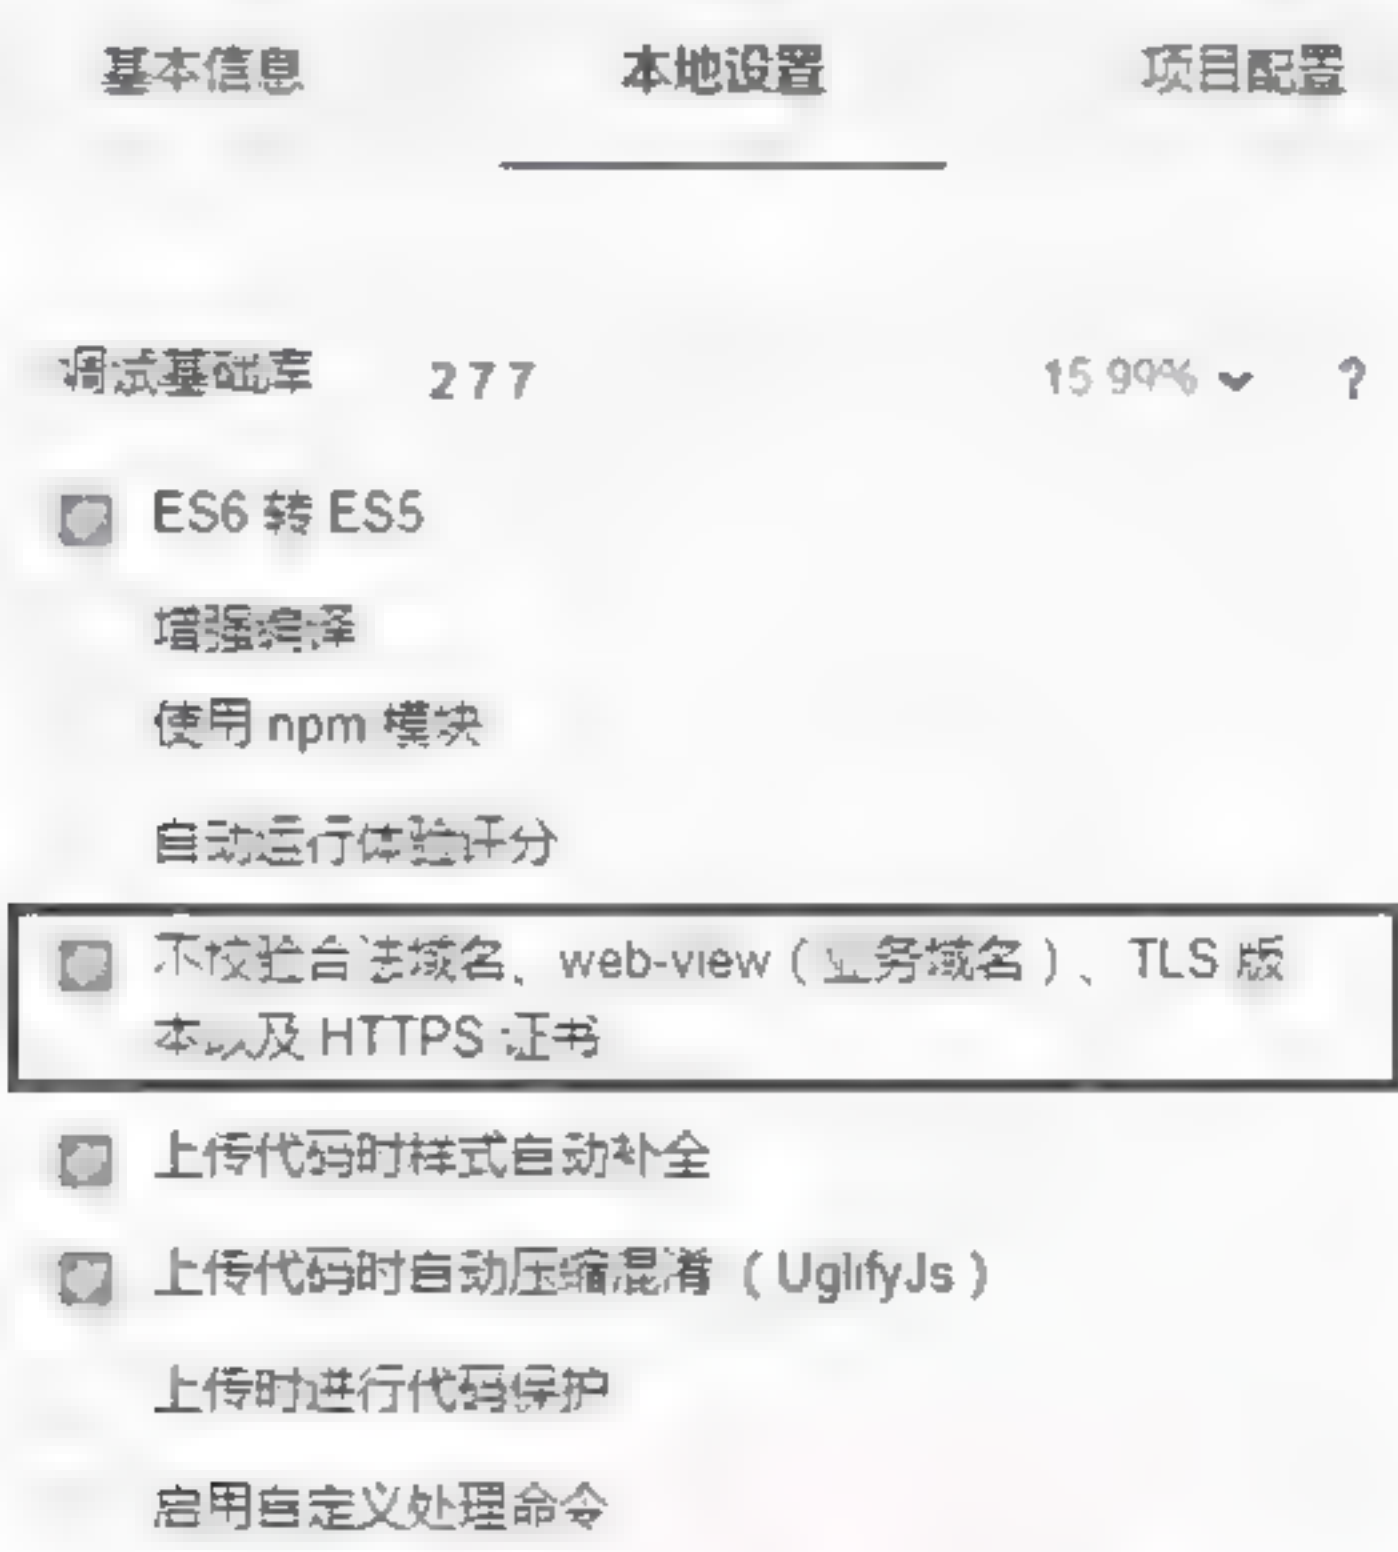 基本信息 本地设置 项目配置
调试基础库 2 7 7 15 99% ?
ES6 转 ES5
增强编译
使用 npm 模块
自动运行体验评分
不校验合法域名、web-view（业务域名）、TLS 版
本以及 HTTPS 证书
上传代码时样式自动补全
上传代码时自动压缩混淆（UglifyJs）
上传时进行代码保护
启用自定义处理命令